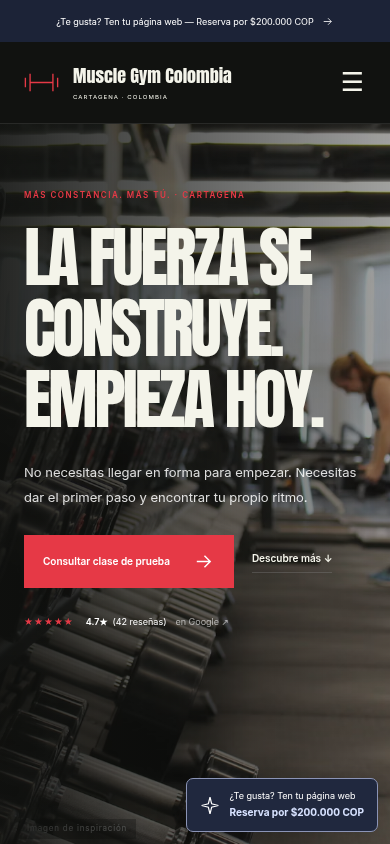 ¿Te gusta? Ten tu página web — Reserva por $200.000 COP →
Muscle Gym Colombia
CARTAGENA · COLOMBIA
MÁS CONSTANCIA. MÁS TÚ. · CARTAGENA
LA FUERZA SE
CONSTRUYE.
EMPIEZA HOY.
No necesitas llegar en forma para empezar. Necesitas
dar el primer paso y encontrar tu propio ritmo.
Consultar clase de prueba →
Descubre más ↓
★★★★★ 4.7★ (42 reseñas) en Google ↗
¿Te gusta? Ten tu página web
Reserva por $200.000 COP
Imagen de inspiración